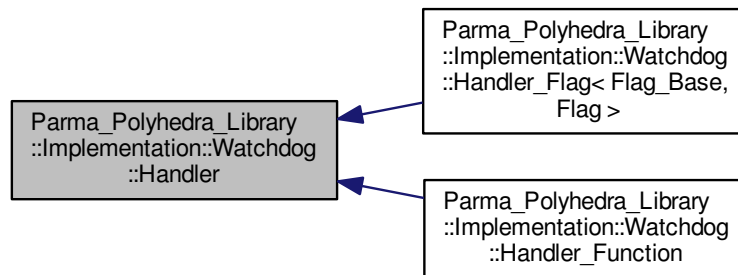 Parma_Polyhedra_Library
::Implementation::Watchdog
::Handler
Parma_Polyhedra_Library
::Implementation::Watchdog
::Handler_Flag< Flag_Base,
Flag >
Parma_Polyhedra_Library
::Implementation::Watchdog
::Handler_Function